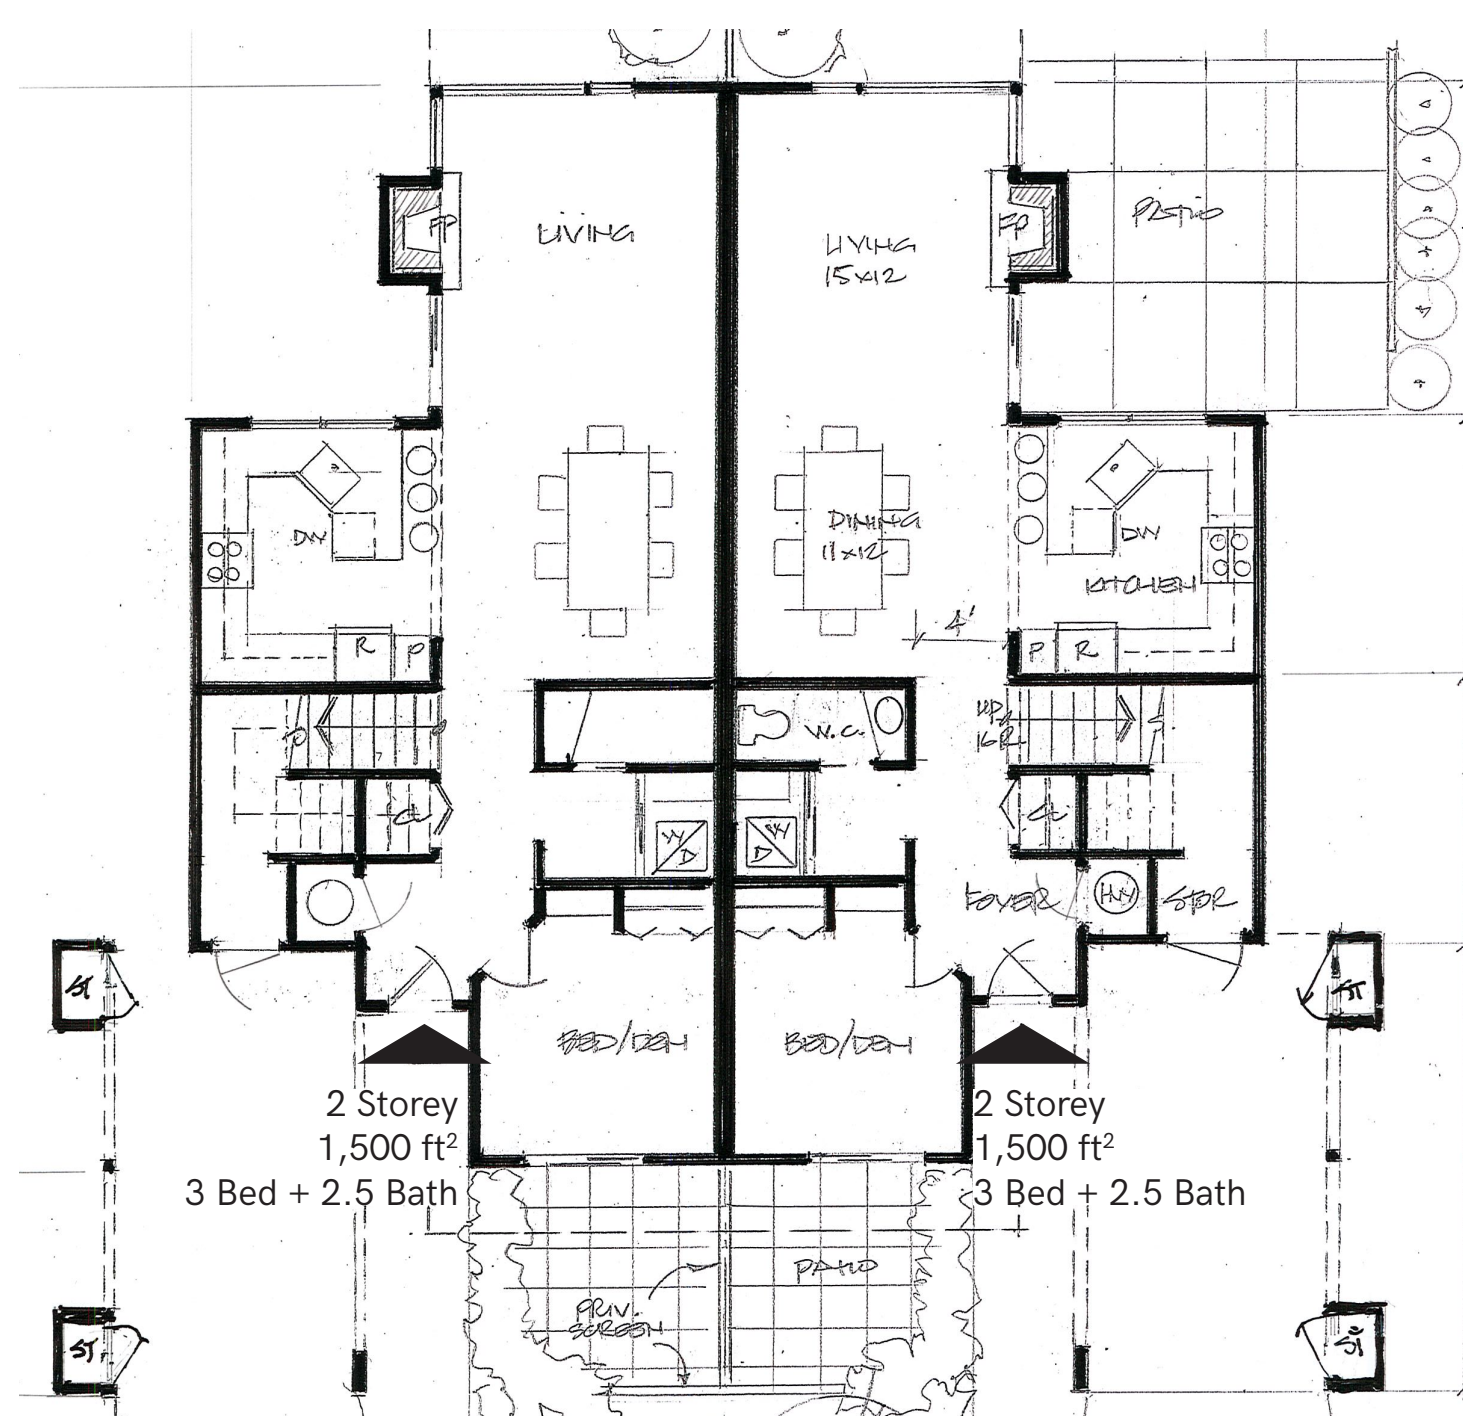 FP
LIVING
LIVING
15x12
FP
PATIO
DW
R
P
DINING
11x12
DW
KITCHEN
4'
P
R
W.C.
UP
16R
CL
W
D
W
D
CL
FOYER
HW
STOR
ST
ST
BED/DEN
BED/DEN
2 Storey
1,500 ft²
3 Bed + 2.5 Bath
2 Storey
1,500 ft²
3 Bed + 2.5 Bath
PATIO
PRIV.
SCREEN
ST.
ST